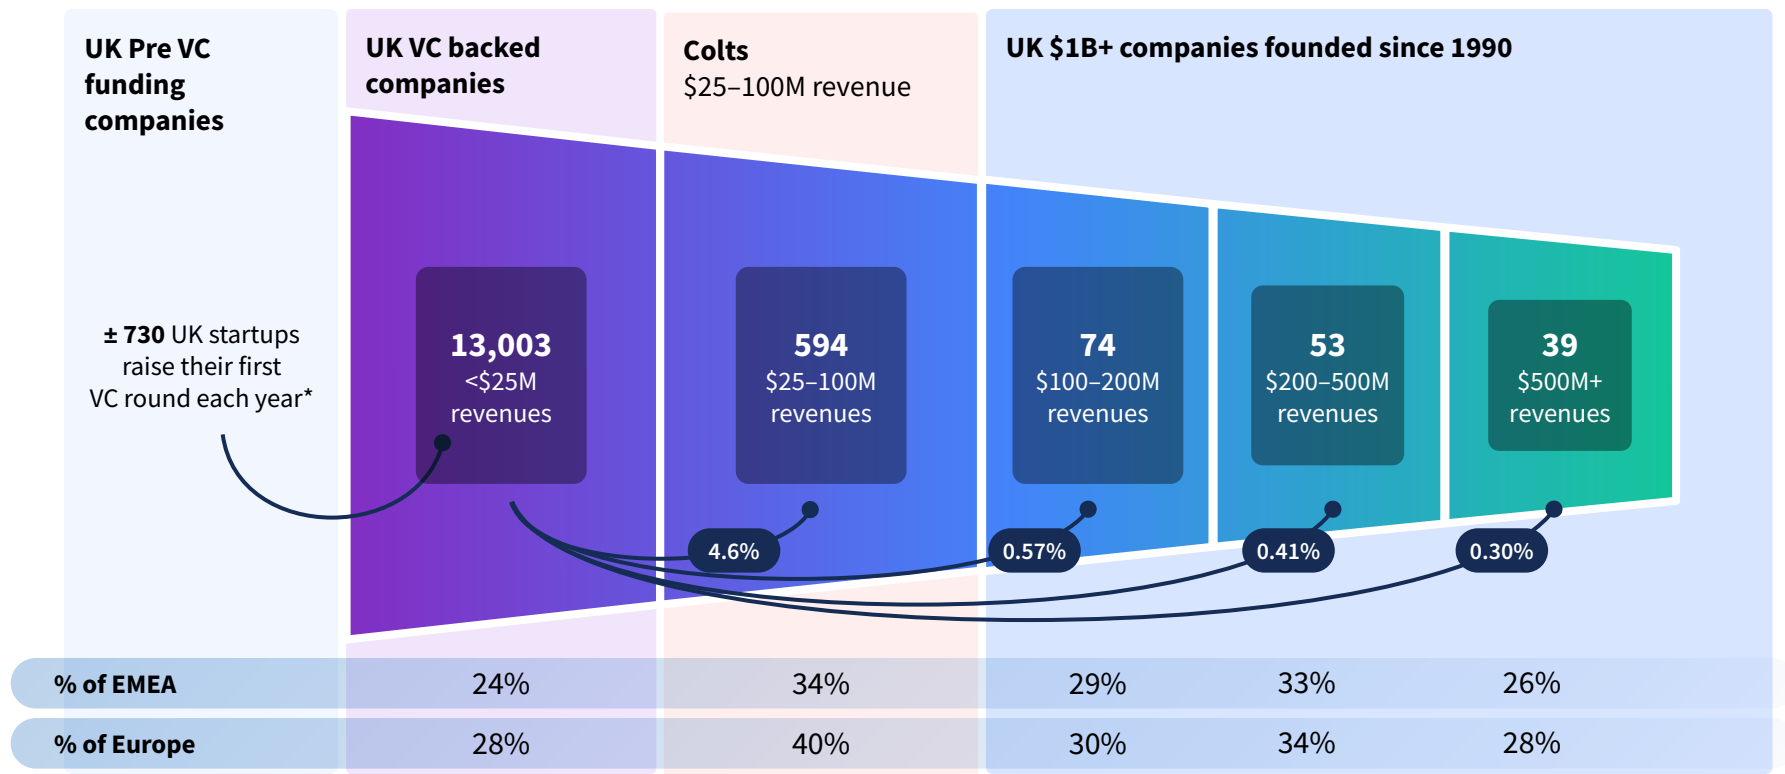 UK Pre VC
funding
companies
UK VC backed
companies
Colts
$25–100M revenue
UK $1B+ companies founded since 1990
± 730 UK startups
raise their first
VC round each year*
13,003
<$25M
revenues
594
$25–100M
revenues
74
$100–200M
revenues
53
$200–500M
revenues
39
$500M+
revenues
4.6%
0.57%
0.41%
0.30%
% of EMEA 24% 34% 29% 33% 26%
% of Europe 28% 40% 30% 34% 28%